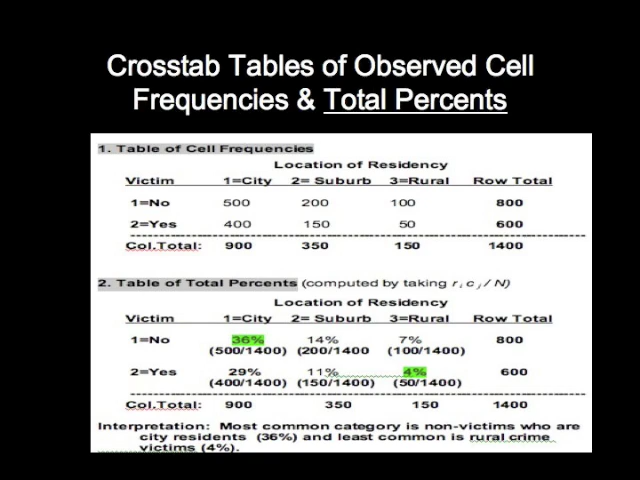 Crosstab Tables of Observed Cell
Frequencies & Total Percents
1. Table of Cell Frequencies
Location of Residency
Victim 1=City 2= Suburb 3=Rural Row Total
1=No 500 200 100 800
2=Yes 400 150 50 600
Col.Total: 900 350 150 1400
2. Table of Total Percents (computed by taking r i c j / N)
Location of Residency
Victim 1=City 2= Suburb 3=Rural Row Total
1=No 36% 14% 7% 800
(500/1400) (200/1400 (100/1400)
2=Yes 29% 11% 4% 600
(400/1400) (150/1400) (50/1400)
Col.Total: 900 350 150 1400
Interpretation: Most common category is non-victims who are
city residents (36%) and least common is rural crime
victims (4%).